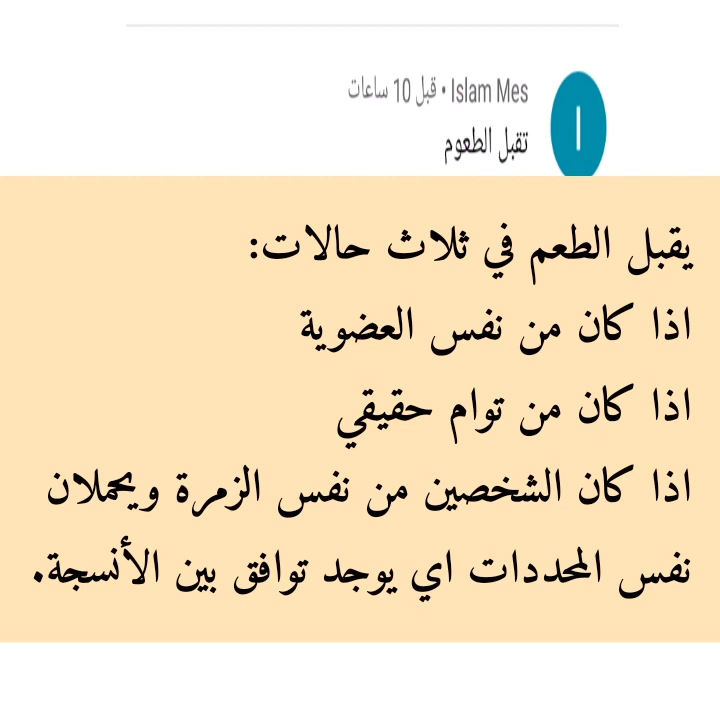 Islam Mes • قبل 10 ساعات
I
تقبل الطعوم
يقبل الطعم في ثلاث حالات:
اذا كان من نفس العضوية
اذا كان من توام حقيقي
اذا كان الشخصين من نفس الزمرة ويحملان
نفس المحددات اي يوجد توافق بين الأنسجة.